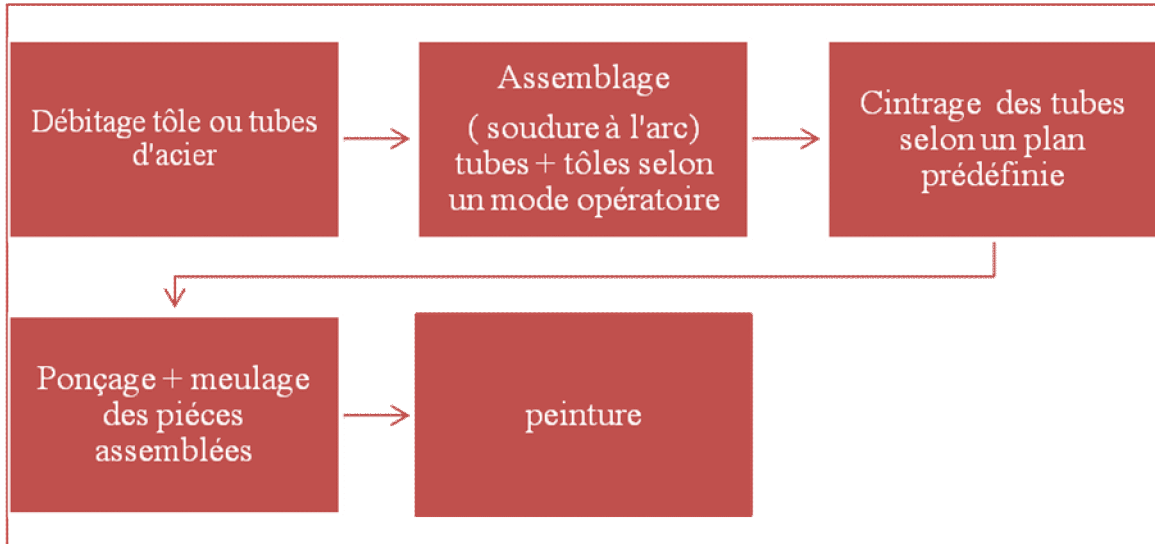 Débitage tôle ou tubes
d'acier
Assemblage
( soudure à l'arc)
tubes + tôles selon
un mode opératoire
Cintrage des tubes
selon un plan
prédéfinie
Ponçage + meulage
des piéces
assemblées
peinture